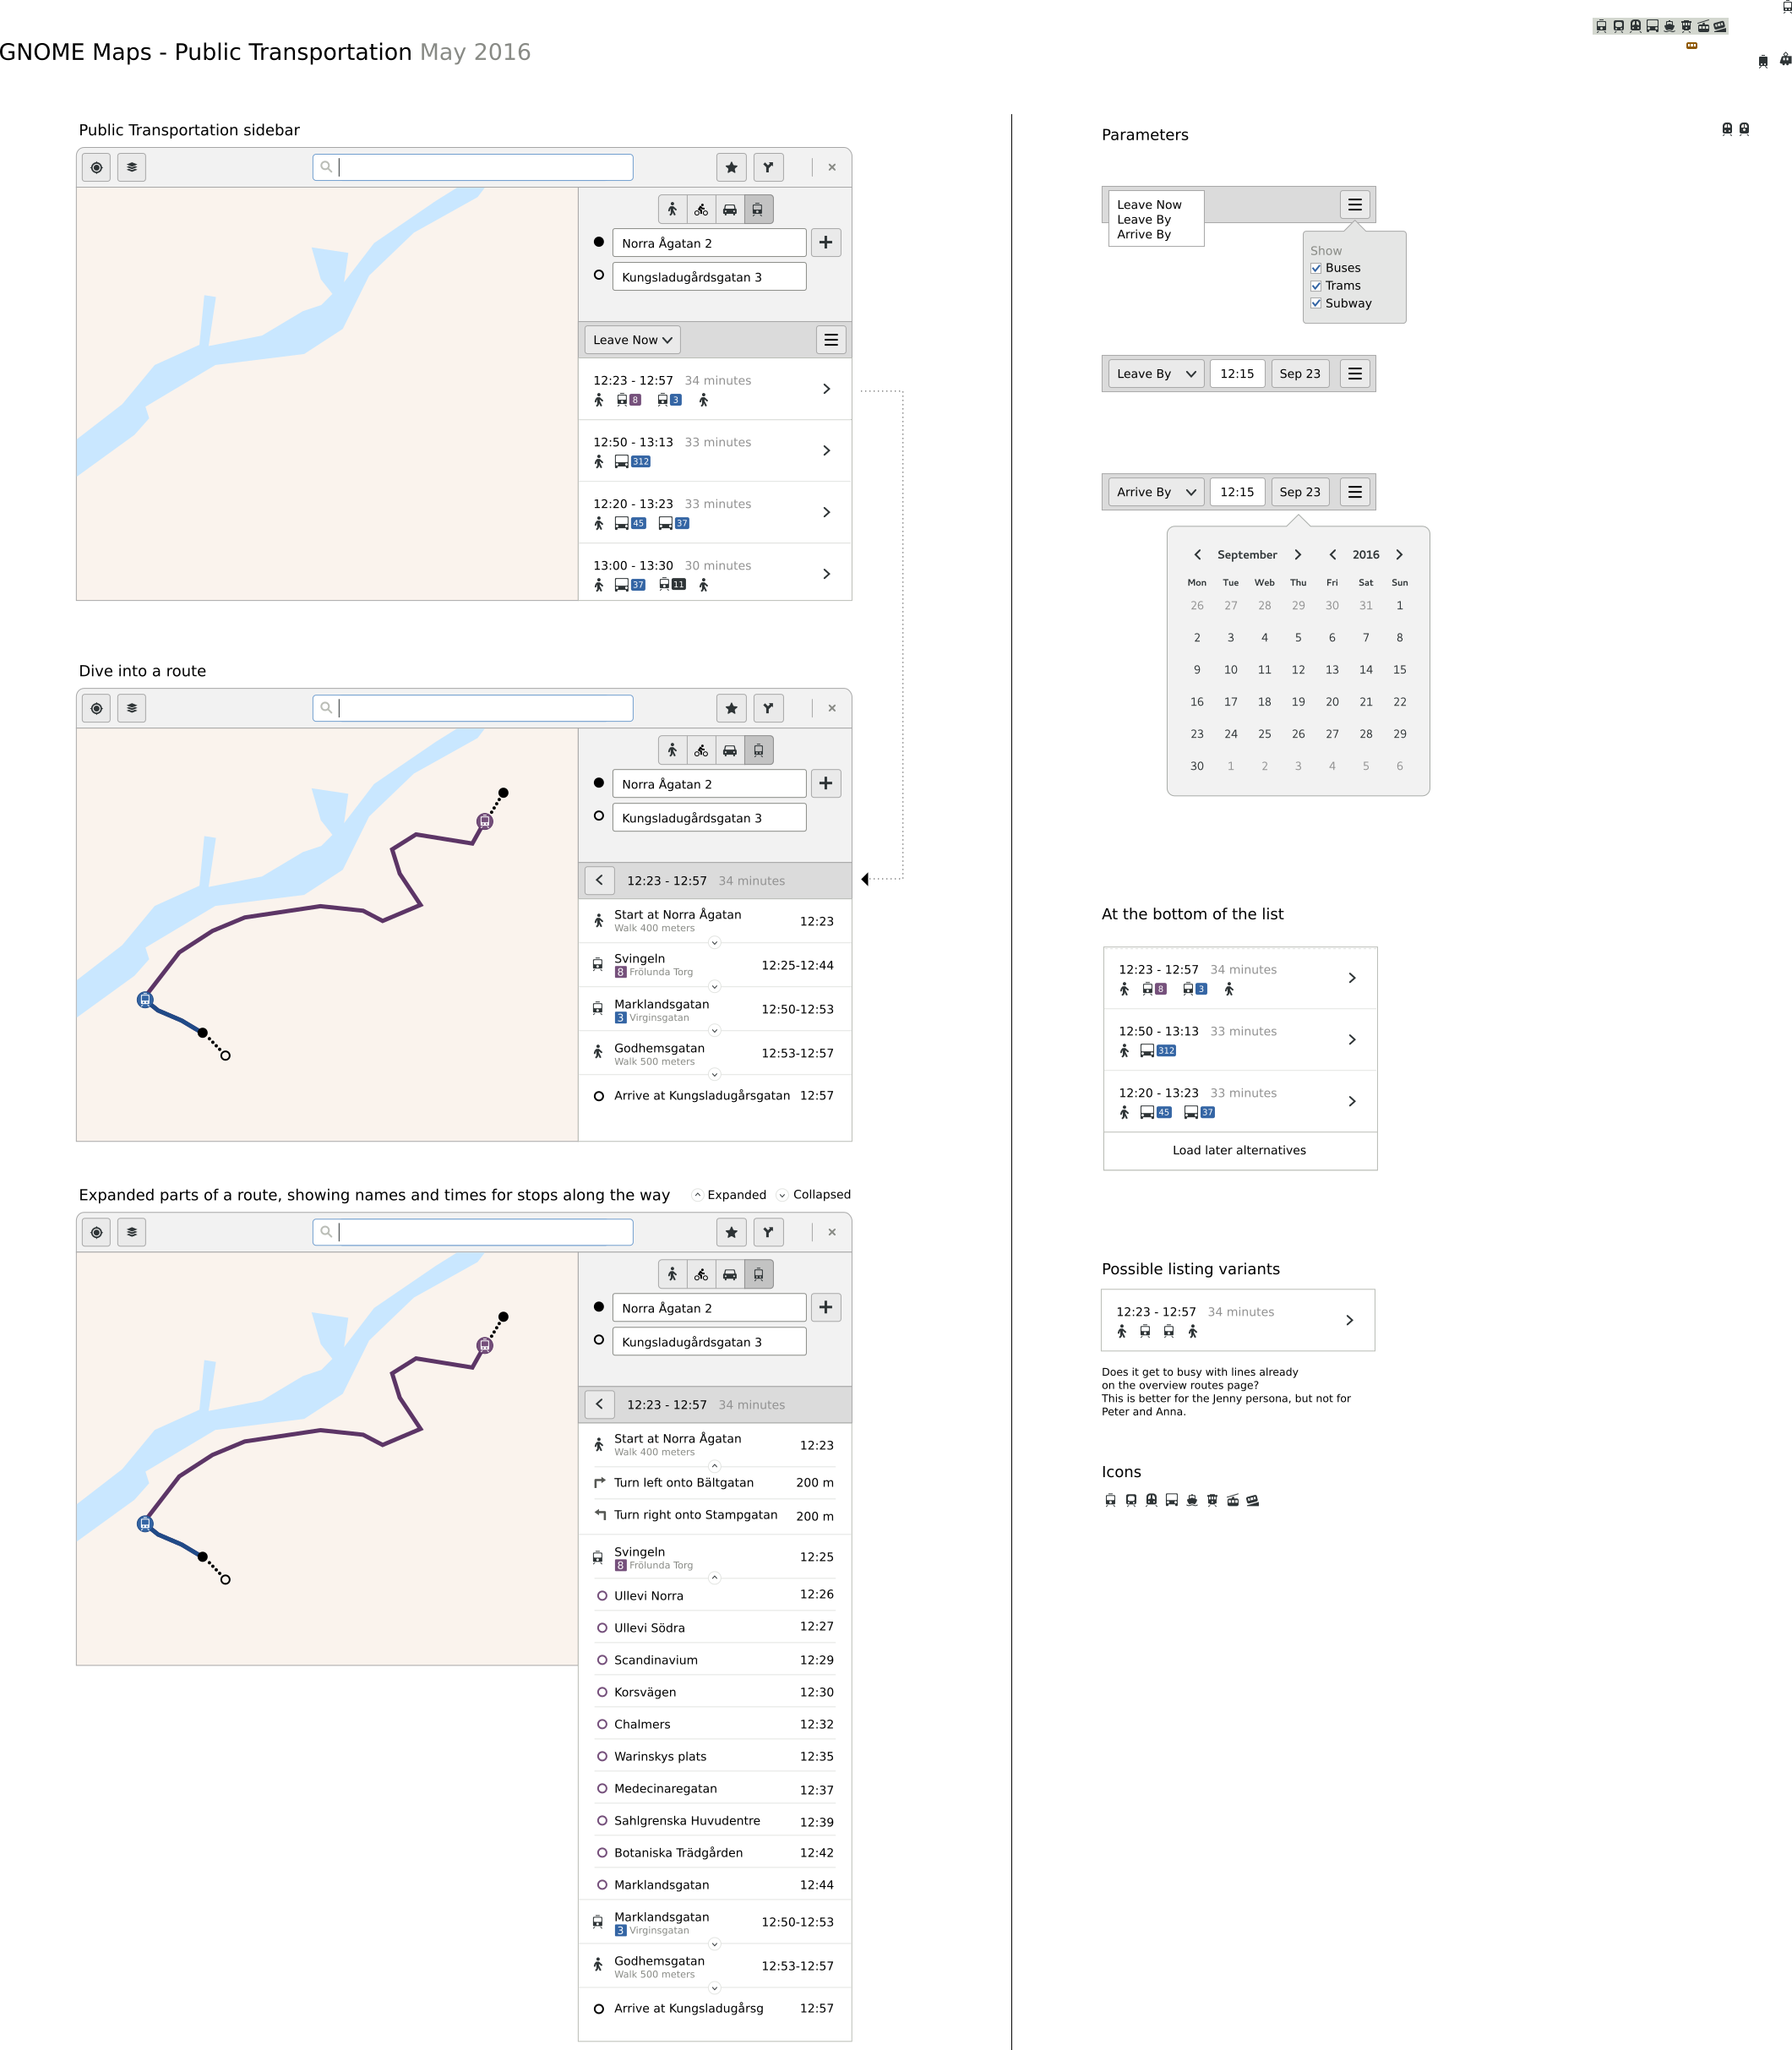 GNOME Maps - Public Transportation May 2016
Public Transportation sidebar
Norra Ågatan 2
Kungsladugårdsgatan 3
Leave Now
12:23 - 12:57 34 minutes
8 3
12:50 - 13:13 33 minutes
312
12:20 - 13:23 33 minutes
45 37
13:00 - 13:30 30 minutes
37 11
Dive into a route
Norra Ågatan 2
Kungsladugårdsgatan 3
12:23 - 12:57 34 minutes
Start at Norra Ågatan 12:23
Walk 400 meters
Svingeln 12:25-12:44
8 Frölunda Torg
Marklandsgatan 12:50-12:53
3 Virginsgatan
Godhemsgatan 12:53-12:57
Walk 500 meters
Arrive at Kungsladugårsgatan 12:57
Expanded parts of a route, showing names and times for stops along the way Expanded Collapsed
Norra Ågatan 2
Kungsladugårdsgatan 3
12:23 - 12:57 34 minutes
Start at Norra Ågatan 12:23
Walk 400 meters
Turn left onto Bältgatan 200 m
Turn right onto Stampgatan 200 m
Svingeln 12:25
8 Frölunda Torg
Ullevi Norra 12:26
Ullevi Södra 12:27
Scandinavium 12:29
Korsvägen 12:30
Chalmers 12:32
Warinskys plats 12:35
Medecinaregatan 12:37
Sahlgrenska Huvudentre 12:39
Botaniska Trädgården 12:42
Marklandsgatan 12:44
Marklandsgatan 12:50-12:53
3 Virginsgatan
Godhemsgatan 12:53-12:57
Walk 500 meters
Arrive at Kungsladugårsg 12:57
Parameters
Leave Now
Leave By
Arrive By
Show
Buses
Trams
Subway
Leave By 12:15 Sep 23
Arrive By 12:15 Sep 23
September 2016
Mon Tue Web Thu Fri Sat Sun
26 27 28 29 30 31 1
2 3 4 5 6 7 8
9 10 11 12 13 14 15
16 17 18 19 20 21 22
23 24 25 26 27 28 29
30 1 2 3 4 5 6
At the bottom of the list
12:23 - 12:57 34 minutes
8 3
12:50 - 13:13 33 minutes
312
12:20 - 13:23 33 minutes
45 37
Load later alternatives
Possible listing variants
12:23 - 12:57 34 minutes
Does it get to busy with lines already
on the overview routes page?
This is better for the Jenny persona, but not for
Peter and Anna.
Icons